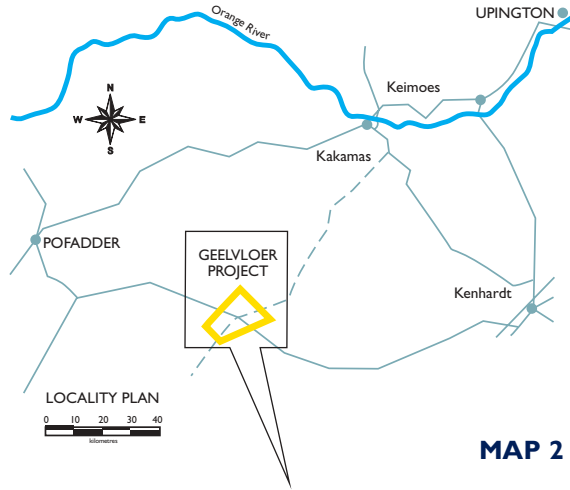 UPINGTON
Orange River
Keimoes
N
W E
S
Kakamas
POFADDER
GEELVLOER
PROJECT
Kenhardt
LOCALITY PLAN
0 10 20 30 40
kilometres
MAP 2